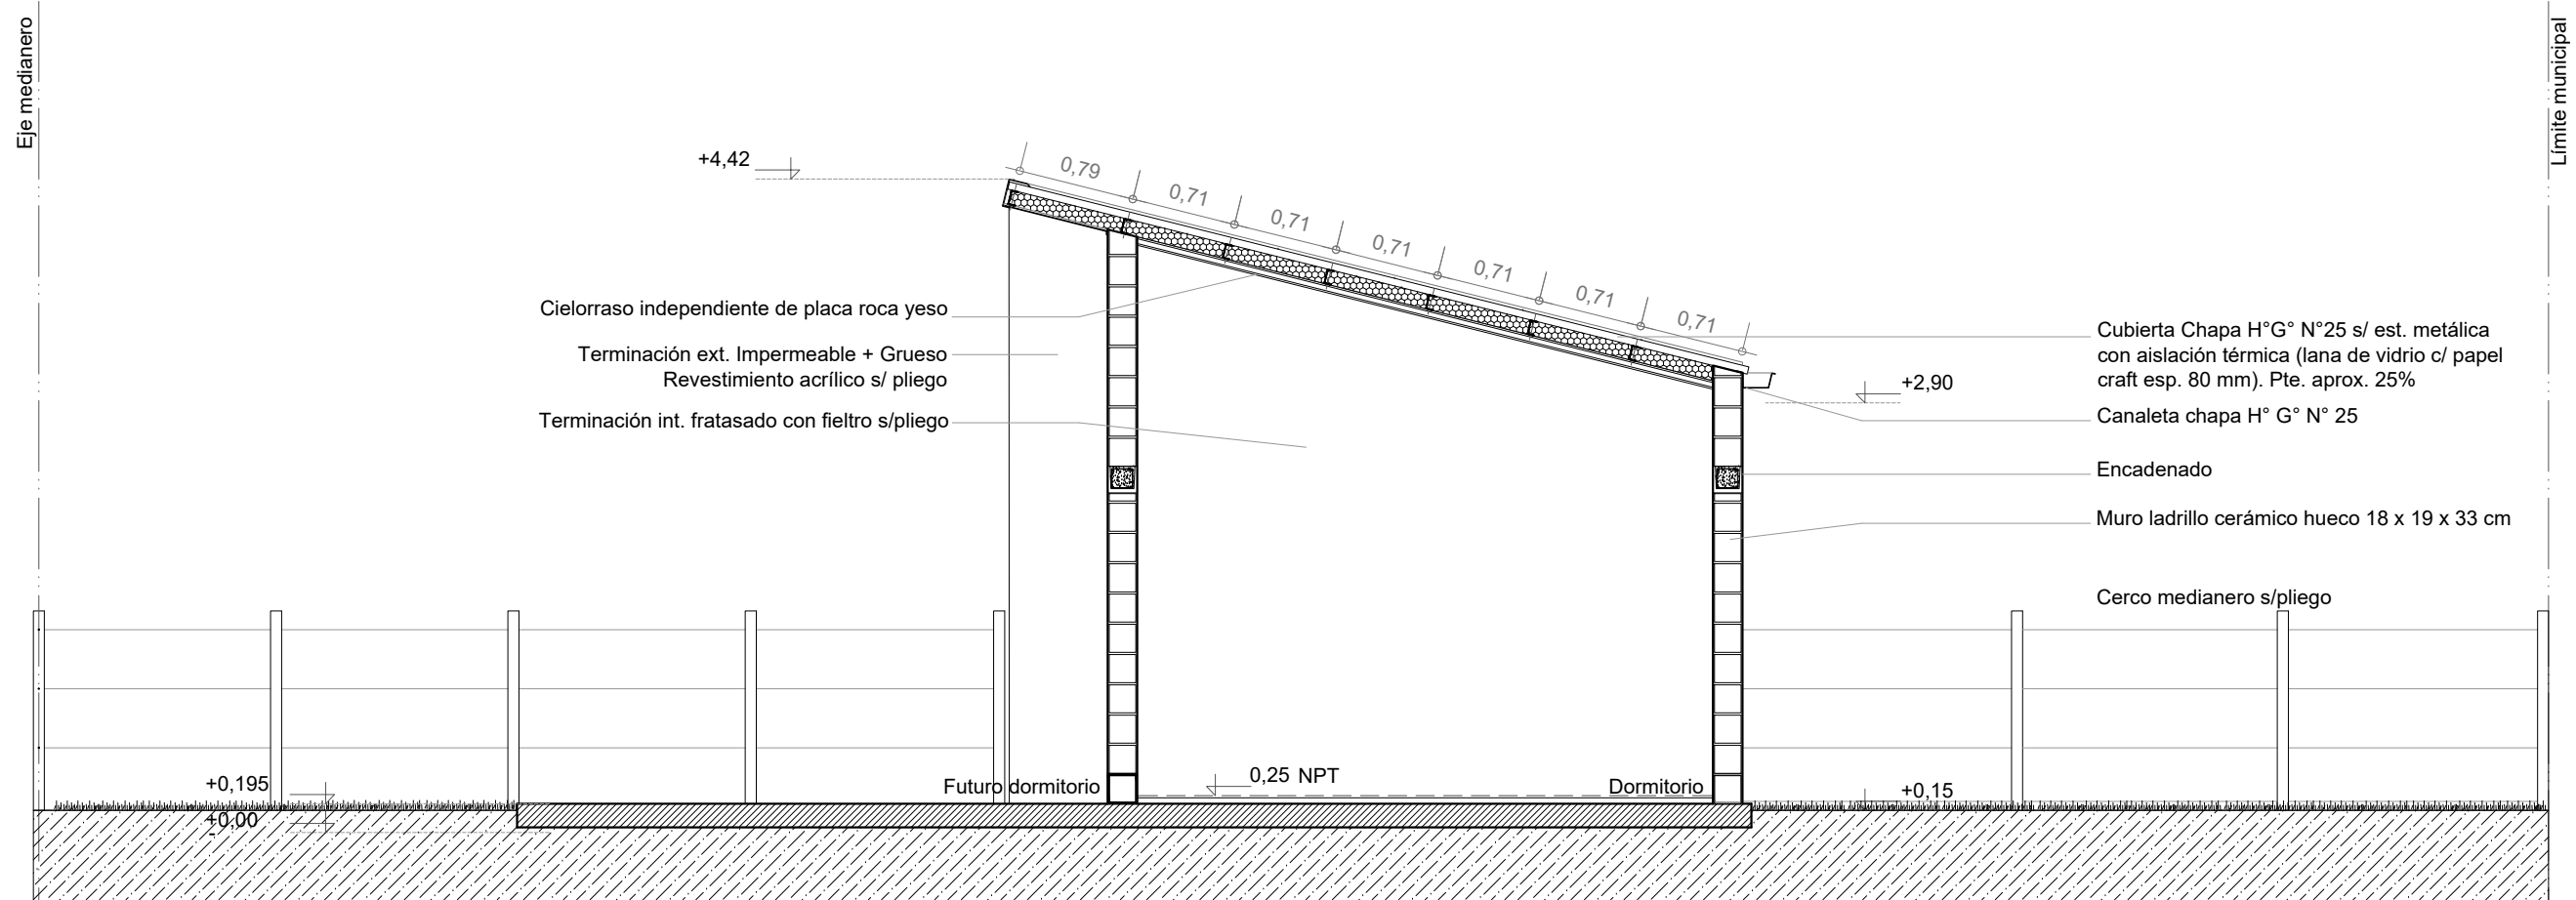 Eje medianero
Límite municipal
+4,42
0,79
0,71
0,71
0,71
0,71
0,71
0,71
Cielorraso independiente de placa roca yeso
Terminación ext. Impermeable + Grueso
Revestimiento acrílico s/ pliego
Terminación int. fratasado con fieltro s/pliego
Cubierta Chapa H°G° N°25 s/ est. metálica
con aislación térmica (lana de vidrio c/ papel
craft esp. 80 mm). Pte. aprox. 25%
+2,90
Canaleta chapa H° G° N° 25
Encadenado
Muro ladrillo cerámico hueco 18 x 19 x 33 cm
Cerco medianero s/pliego
+0,195
+0,00
Futuro dormitorio
0,25 NPT
Dormitorio
+0,15